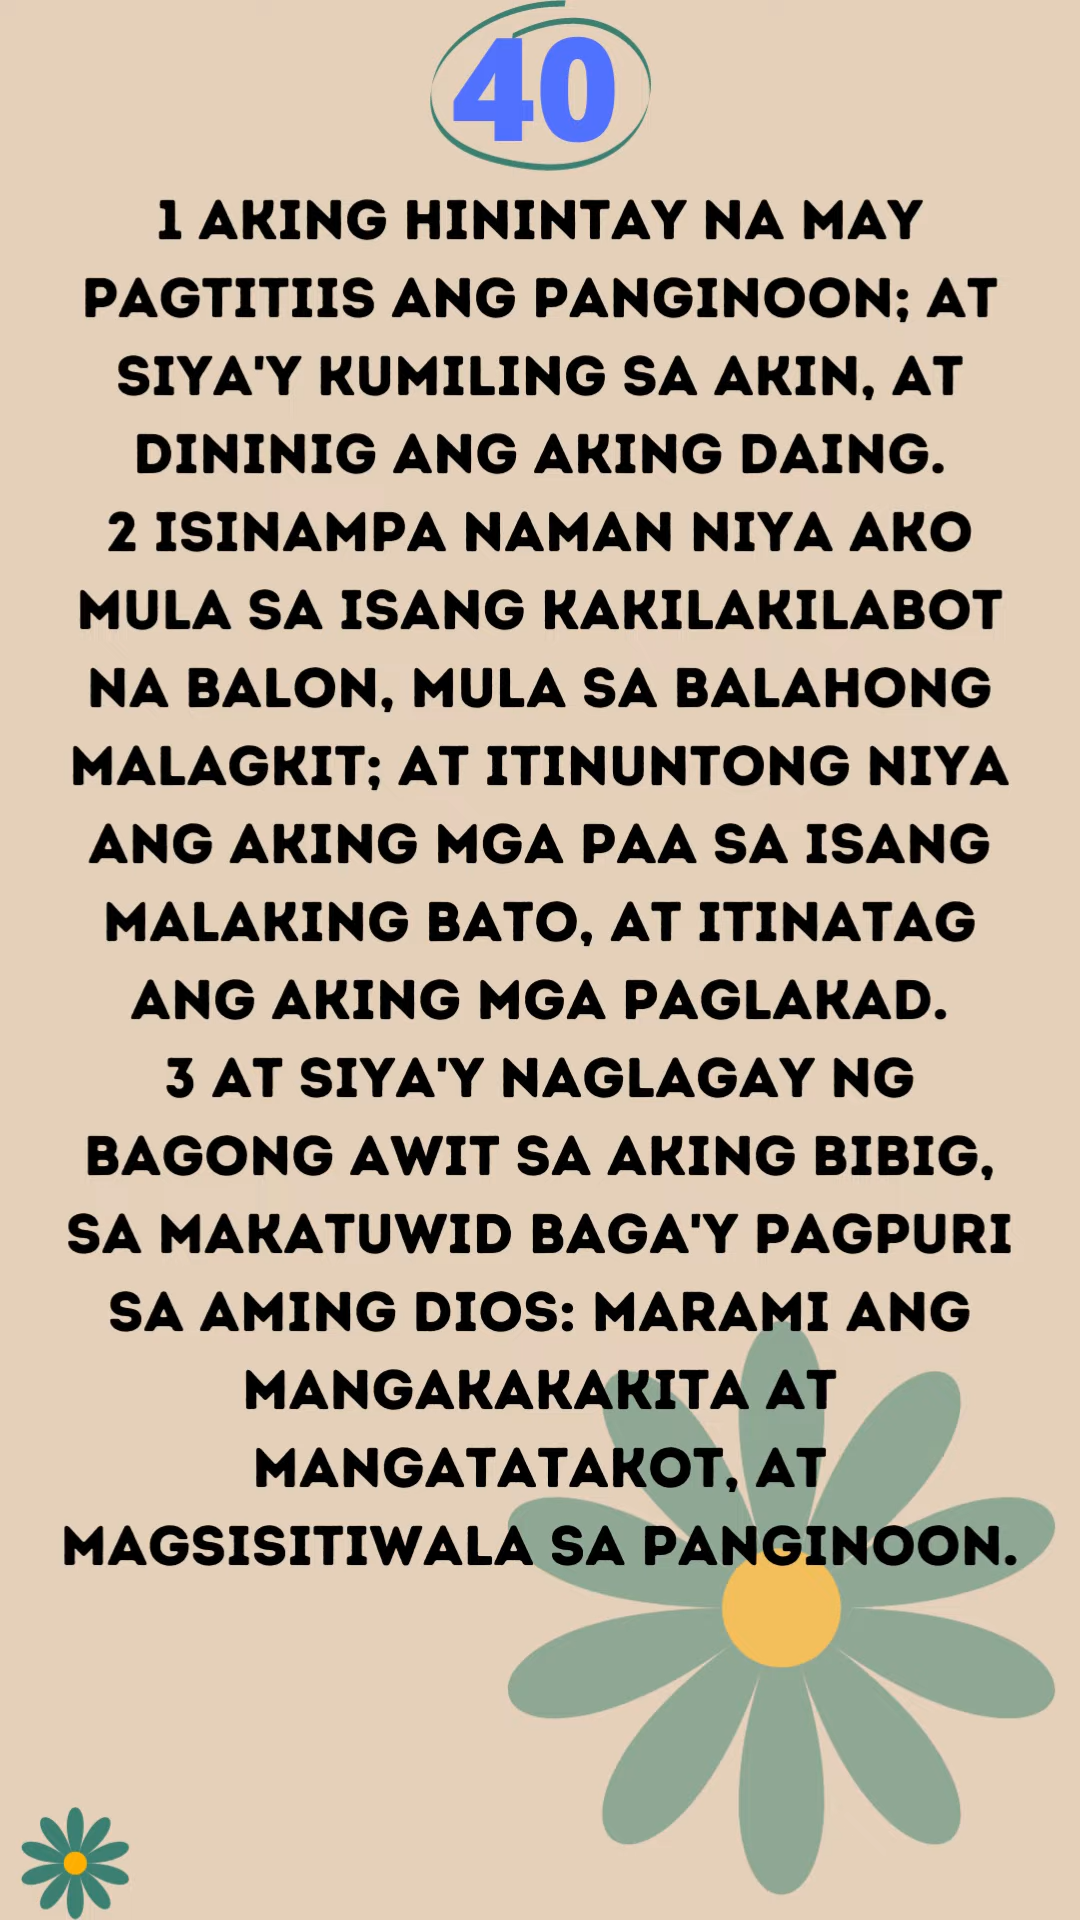 40
1 AKING HININTAY NA MAY
PAGTITIIS ANG PANGINOON; AT
SIYA'Y KUMILING SA AKIN, AT
DININIG ANG AKING DAING.
2 ISINAMPA NAMAN NIYA AKO
MULA SA ISANG KAKILAKILABOT
NA BALON, MULA SA BALAHONG
MALAGKIT; AT ITINUNTONG NIYA
ANG AKING MGA PAA SA ISANG
MALAKING BATO, AT ITINATAG
ANG AKING MGA PAGLAKAD.
3 AT SIYA'Y NAGLAGAY NG
BAGONG AWIT SA AKING BIBIG,
SA MAKATUWID BAGA'Y PAGPURI
SA AMING DIOS: MARAMI ANG
MANGAKAKAKITA AT
MANGATATAKOT, AT
MAGSISITIWALA SA PANGINOON.